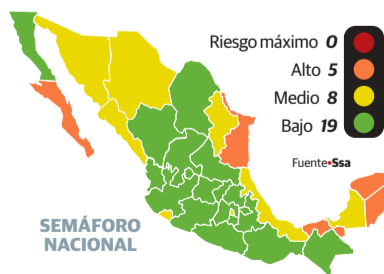 Riesgo máximo 0
Alto 5
Medio 8
Bajo 19
Fuente•Ssa
SEMÁFORO
NACIONAL